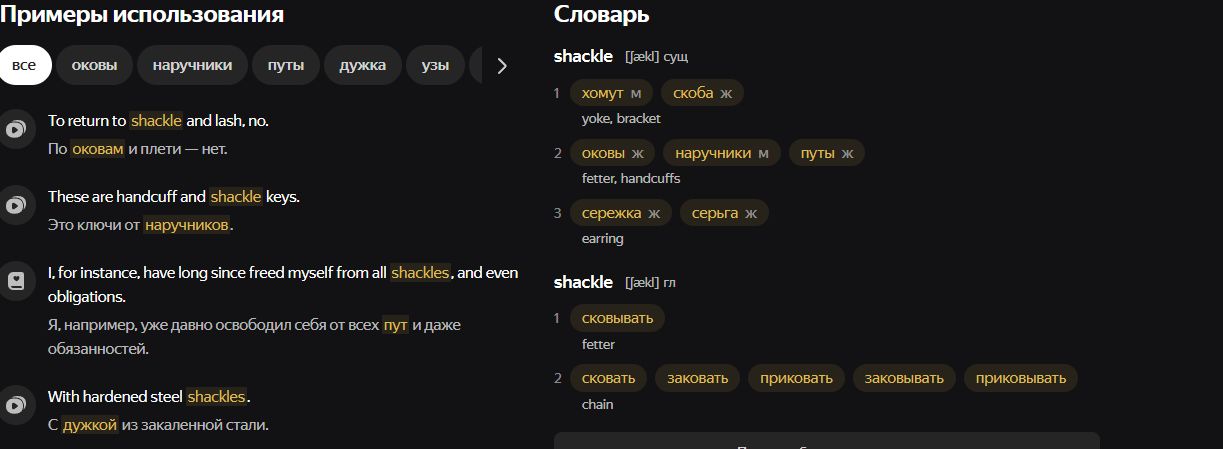 Примеры использования
все оковы наручники путы дужка узы
To return to shackle and lash, no.
По оковам и плети — нет.
These are handcuff and shackle keys.
Это ключи от наручников.
I, for instance, have long since freed myself from all shackles, and even
obligations.
Я, например, уже давно освободил себя от всех пут и даже
обязанностей.
With hardened steel shackles.
С дужкой из закаленной стали.
Словарь
shackle [ʃækl] сущ
1 хомут м скоба ж
yoke, bracket
2 оковы ж наручники м путы ж
fetter, handcuffs
3 сережка ж серьга ж
earring
shackle [ʃækl] гл
1 сковывать
fetter
2 сковать заковать приковать заковывать приковывать
chain